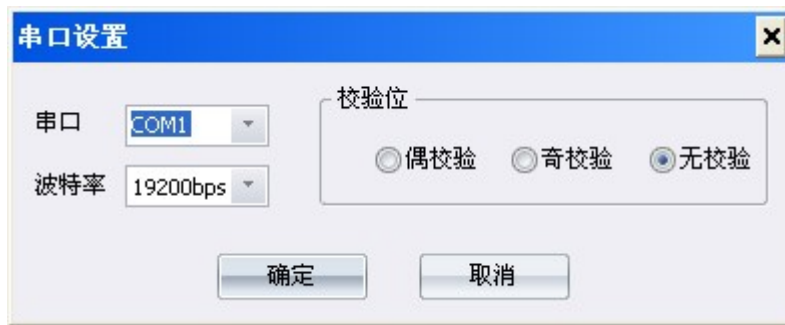 串口设置
串口 COM1
波特率 19200bps
校验位
偶校验 奇校验 无校验
确定 取消